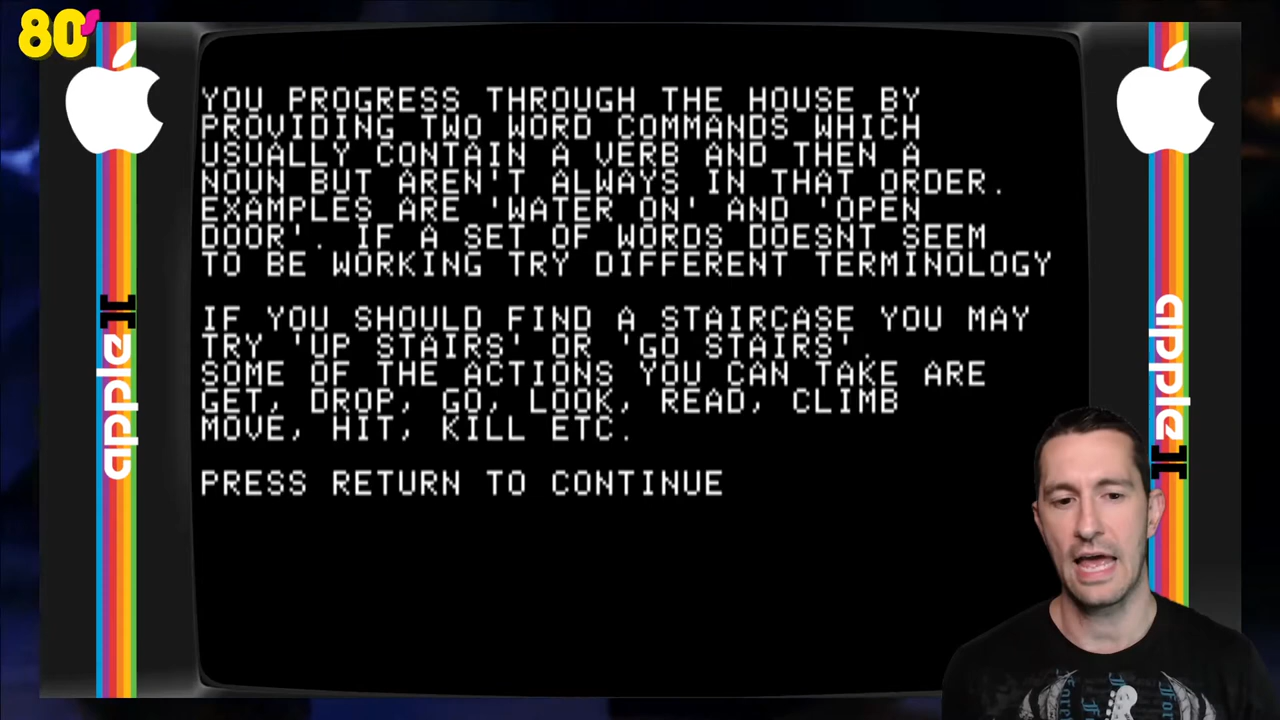 80's
YOU PROGRESS THROUGH THE HOUSE BY
PROVIDING TWO WORD COMMANDS WHICH
USUALLY CONTAIN A VERB AND THEN A
NOUN BUT AREN'T ALWAYS IN THAT ORDER.
EXAMPLES ARE 'WATER ON' AND 'OPEN
DOOR'. IF A SET OF WORDS DOESNT SEEM
TO BE WORKING TRY DIFFERENT TERMINOLOGY
IF YOU SHOULD FIND A STAIRCASE YOU MAY
TRY 'UP STAIRS' OR 'GO STAIRS'.
SOME OF THE ACTIONS YOU CAN TAKE ARE
GET, DROP, GO, LOOK, READ, CLIMB
MOVE, HIT, KILL ETC.
PRESS RETURN TO CONTINUE
apple ][
apple ][